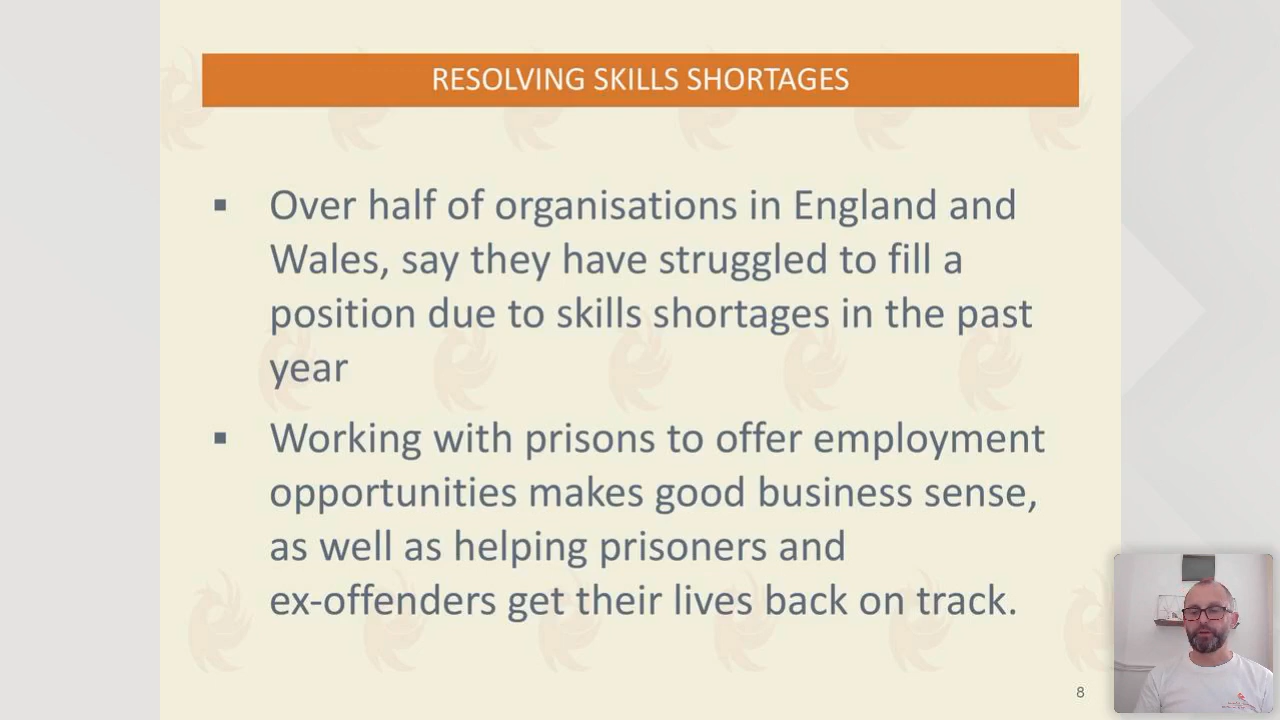 RESOLVING SKILLS SHORTAGES
▪ Over half of organisations in England and
Wales, say they have struggled to fill a
position due to skills shortages in the past
year
▪ Working with prisons to offer employment
opportunities makes good business sense,
as well as helping prisoners and
ex-offenders get their lives back on track.
8